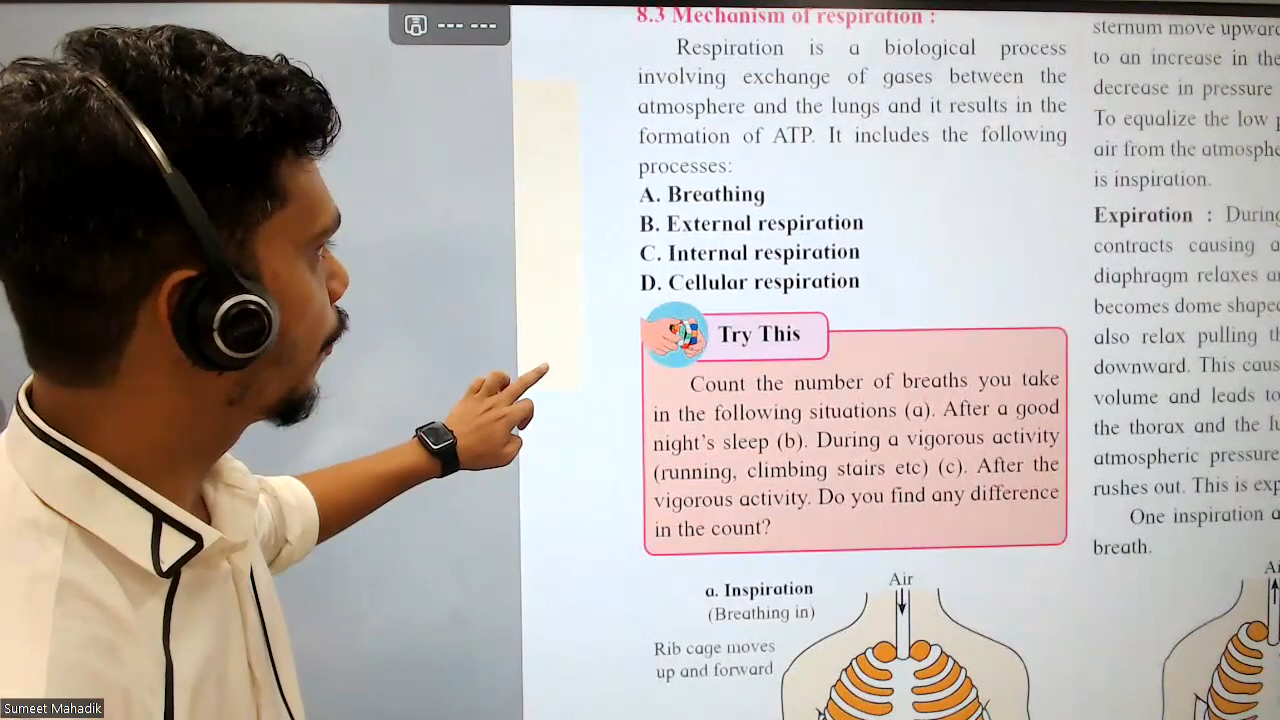 8.3 Mechanism of respiration :
Respiration is a biological process
involving exchange of gases between the
atmosphere and the lungs and it results in the
formation of ATP. It includes the following
processes:
A. Breathing
B. External respiration
C. Internal respiration
D. Cellular respiration
Try This
Count the number of breaths you take
in the following situations (a). After a good
night's sleep (b). During a vigorous activity
(running, climbing stairs etc) (c). After the
vigorous activity. Do you find any difference
in the count?
a. Inspiration
(Breathing in)
Air
Rib cage moves
up and forward
sternum move upward
to an increase in the
decrease in pressure
To equalize the low
air from the atmosphe
is inspiration.
Expiration : During
contracts causing
diaphragm relaxes
becomes dome shape
also relax pulling
downward. This caus
volume and leads to
the thorax and the lu
atmospheric pressure
rushes out. This is exp
One inspiration
breath.
Ai
Sumeet Mahadik